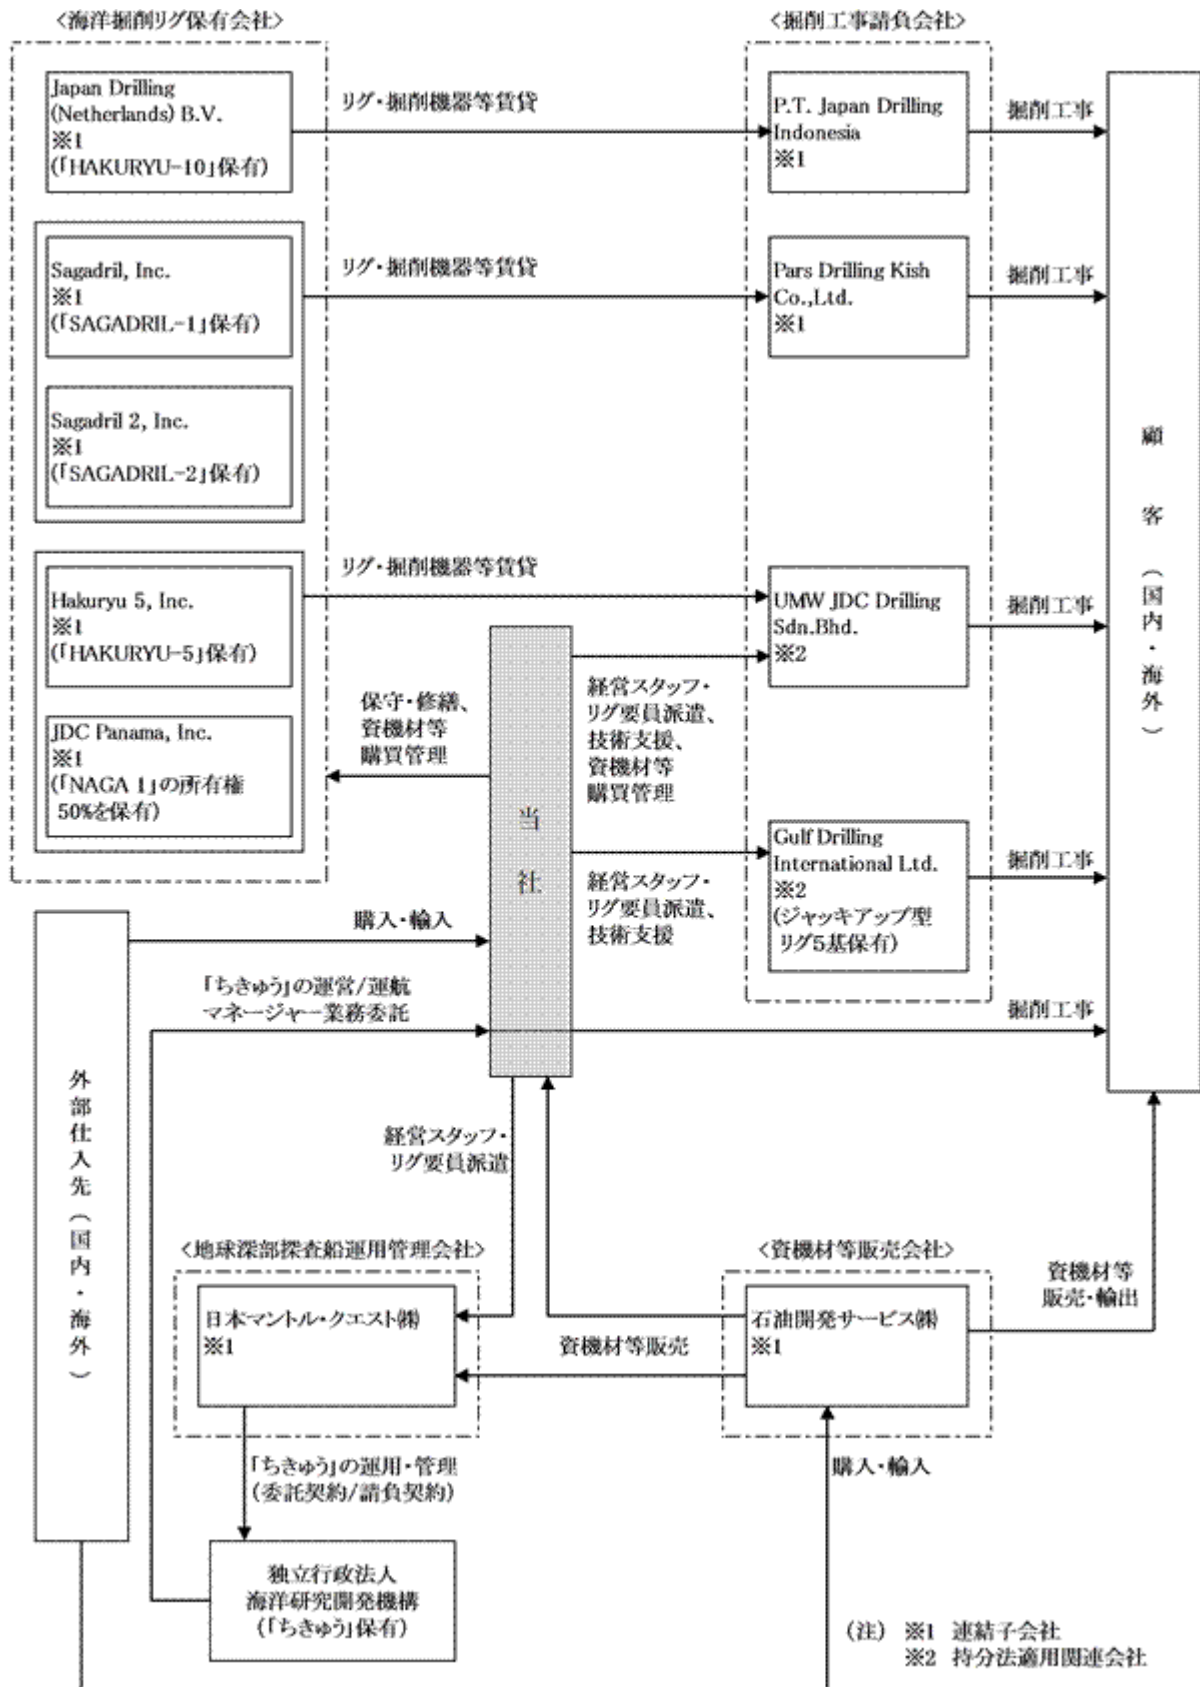 <海洋掘削リグ保有会社>
Japan Drilling
(Netherlands) B.V.
※1
(「HAKURYU-10」保有)
Sagadril, Inc.
※1
(「SAGADRIL-1」保有)
Sagadril 2, Inc.
※1
(「SAGADRIL-2」保有)
Hakuryu 5, Inc.
※1
(「HAKURYU-5」保有)
JDC Panama, Inc.
※1
(「NAGA 1」の所有権
50%を保有)
リグ・掘削機器等賃貸
リグ・掘削機器等賃貸
リグ・掘削機器等賃貸
<掘削工事請負会社>
P.T. Japan Drilling
Indonesia
※1
Pars Drilling Kish
Co.,Ltd.
※1
UMW JDC Drilling
Sdn.Bhd.
※2
Gulf Drilling
International Ltd.
※2
(ジャッキアップ型
リグ5基保有)
掘削工事
掘削工事
掘削工事
掘削工事
掘削工事
顧客(国内・海外)
当社
保守・修繕、
資機材等
購買管理
経営スタッフ・
リグ要員派遣、
技術支援、
資機材等
購買管理
経営スタッフ・
リグ要員派遣、
技術支援
購入・輸入
「ちきゅう」の運営/運航
マネージャー業務委託
外部仕入先(国内・海外)
経営スタッフ・
リグ要員派遣
<地球深部探査船運用管理会社>
日本マントル・クエスト㈱
※1
資機材等販売
<資機材等販売会社>
石油開発サービス㈱
※1
資機材等
販売・輸出
「ちきゅう」の運用・管理
(委託契約/請負契約)
購入・輸入
独立行政法人
海洋研究開発機構
(「ちきゅう」保有)
(注) ※1 連結子会社
※2 持分法適用関連会社